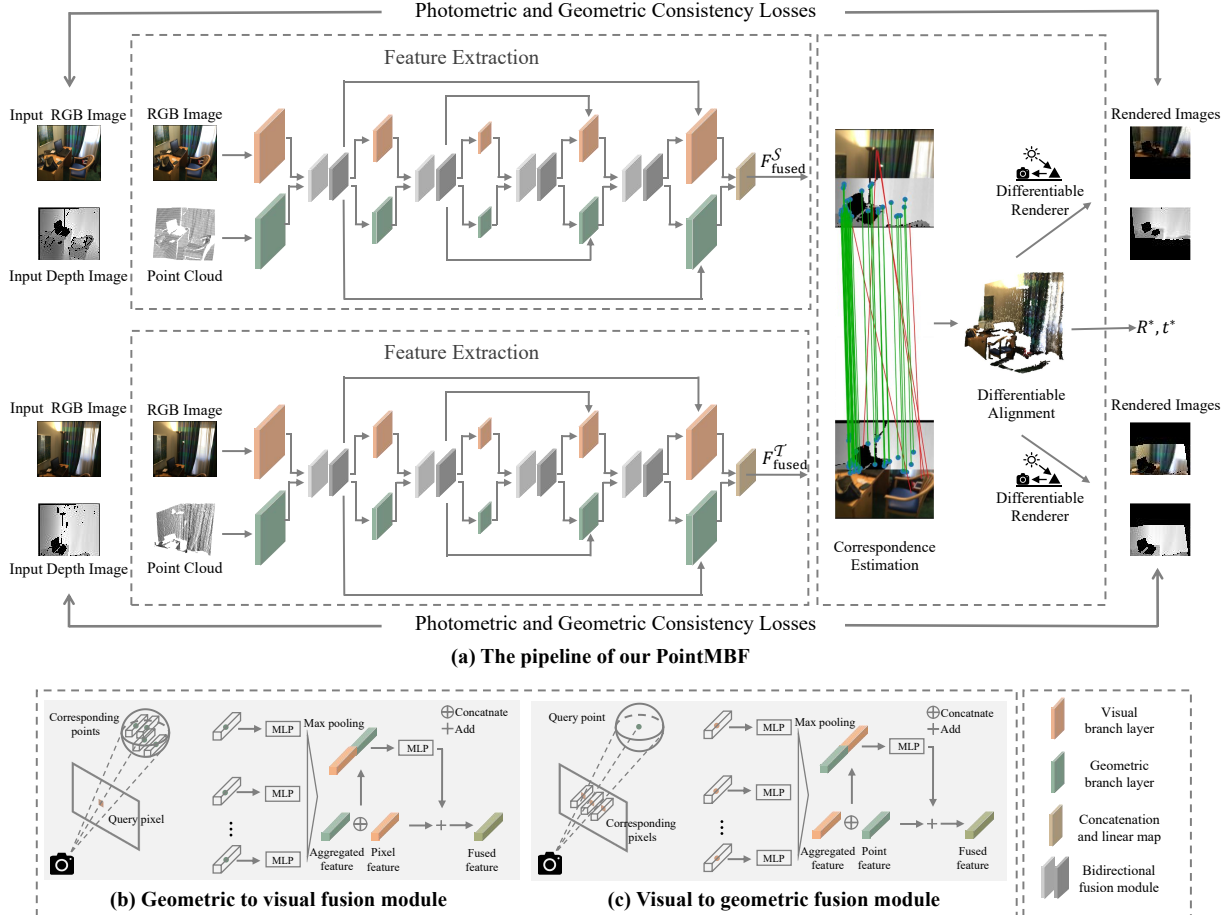 Photometric and Geometric Consistency Losses
Feature Extraction
Input RGB Image
RGB Image
Input Depth Image
Point Cloud
F^S_fused
Differentiable
Renderer
Rendered Images
Feature Extraction
Input RGB Image
RGB Image
Input Depth Image
Point Cloud
F^T_fused
Correspondence
Estimation
Differentiable
Alignment
R*, t*
Differentiable
Renderer
Rendered Images
Photometric and Geometric Consistency Losses
(a) The pipeline of our PointMBF
Corresponding
points
Query pixel
MLP
MLP
⋮
MLP
Max pooling
MLP
⊕Concatnate
+Add
⊕
+
Aggregated
feature
Pixel
feature
Fused
feature
(b) Geometric to visual fusion module
Query point
Corresponding
pixels
MLP
MLP
⋮
MLP
Max pooling
MLP
⊕Concatnate
+Add
⊕
+
Aggregated
feature
Point
feature
Fused
feature
(c) Visual to geometric fusion module
Visual
branch layer
Geometric
branch layer
Concatenation
and linear map
Bidirectional
fusion module